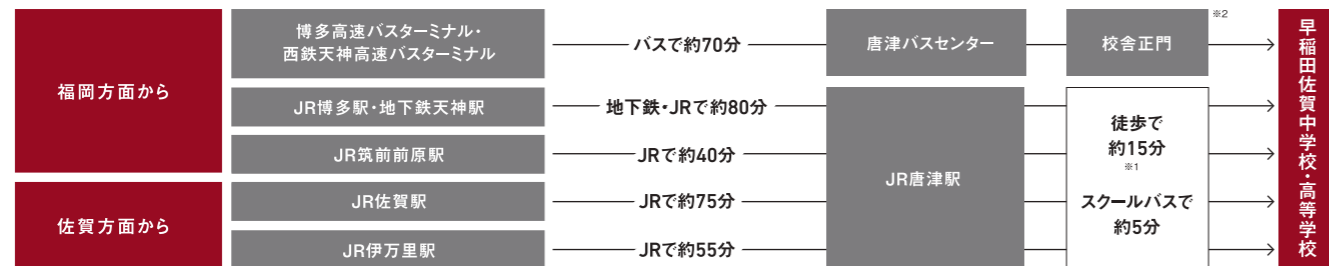 福岡方面から
博多高速バスターミナル・
西鉄天神高速バスターミナル
バスで約70分
唐津バスセンター
校舎正門
※2
JR博多駅・地下鉄天神駅
地下鉄・JRで約80分
JR筑前前原駅
JRで約40分
佐賀方面から
JR佐賀駅
JRで約75分
JR伊万里駅
JRで約55分
JR唐津駅
徒歩で
約15分
※1
スクールバスで
約5分
早稲田佐賀中学校・高等学校